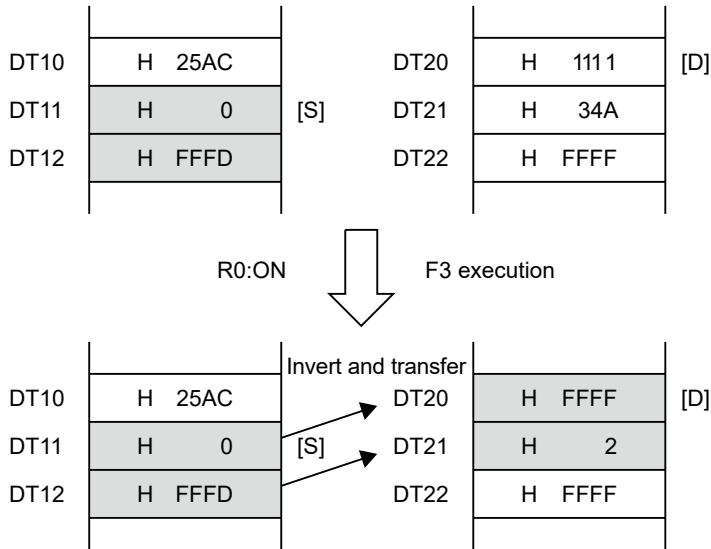 DT10 H 25AC DT20 H 1111 [D]
DT11 H 0 [S] DT21 H 34A
DT12 H FFFD DT22 H FFFF
R0:ON F3 execution
Invert and transfer
DT10 H 25AC DT20 H FFFF [D]
DT11 H 0 [S] DT21 H 2
DT12 H FFFD DT22 H FFFF